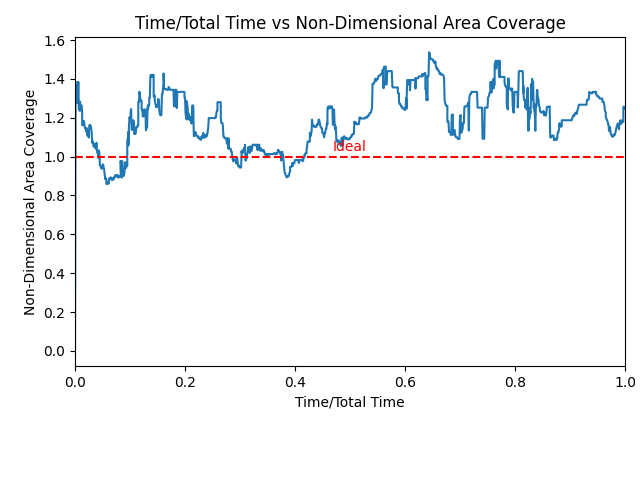 Time/Total Time vs Non-Dimensional Area Coverage
Non-Dimensional Area Coverage
1.6
1.4
1.2
1.0
0.8
0.6
0.4
0.2
0.0
Ideal
0.0 0.2 0.4 0.6 0.8 1.0
Time/Total Time